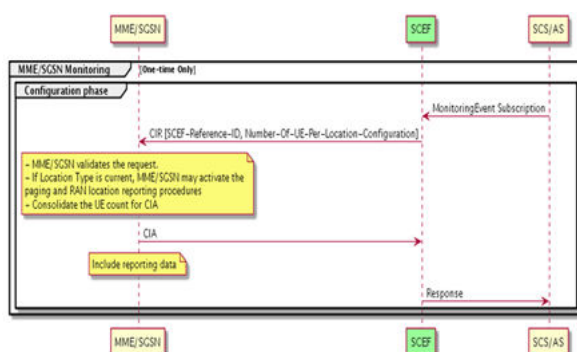 MME/SGSN SCEF SCS/AS
MME/SGSN Monitoring [One-time Only]
Configuration phase
MonitoringEvent Subscription
CIR [SCEF-Reference-ID, Number-Of-UE-Per-Location-Configuration]
- MME/SGSN validates the request.
- If Location Type is current, MME/SGSN may activate the
paging and RAN location reporting procedures
- Consolidate the UE count for CIA
CIA
Include reporting data
Response
MME/SGSN SCEF SCS/AS